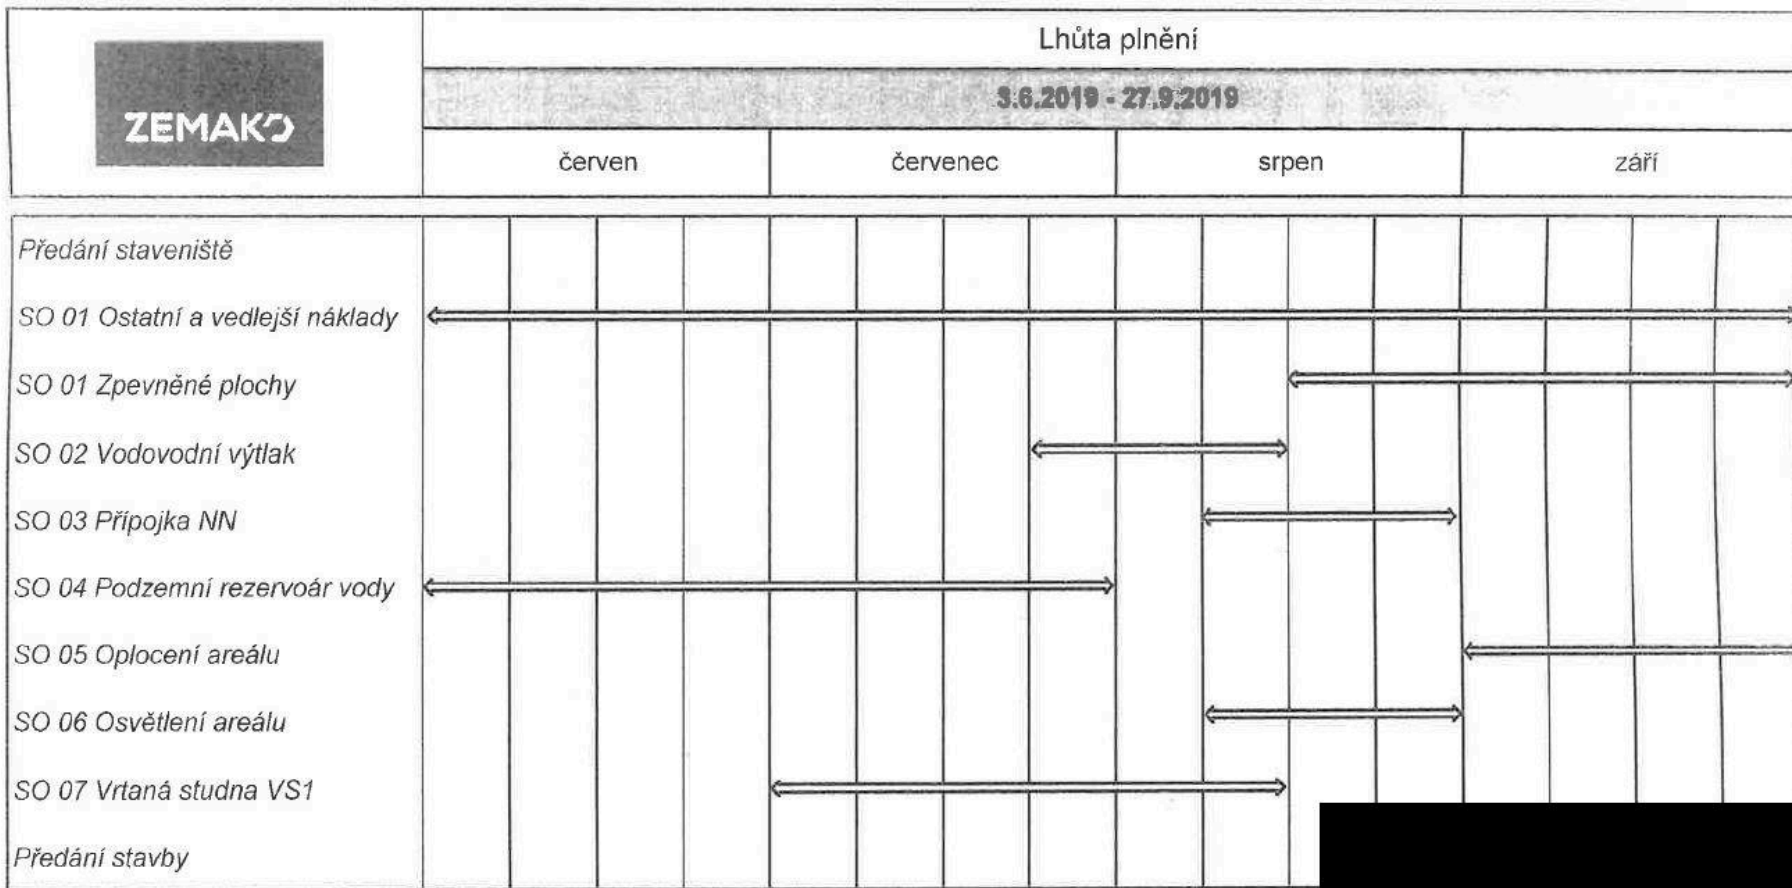 ZEMAKO
Lhůta plnění
3.6.2019 - 27.9.2019
červen
červenec
srpen
září
Předání staveniště
SO 01 Ostatní a vedlejší náklady
SO 01 Zpevněné plochy
SO 02 Vodovodní výtlak
SO 03 Přípojka NN
SO 04 Podzemní rezervoár vody
SO 05 Oplocení areálu
SO 06 Osvětlení areálu
SO 07 Vrtaná studna VS1
Předání stavby